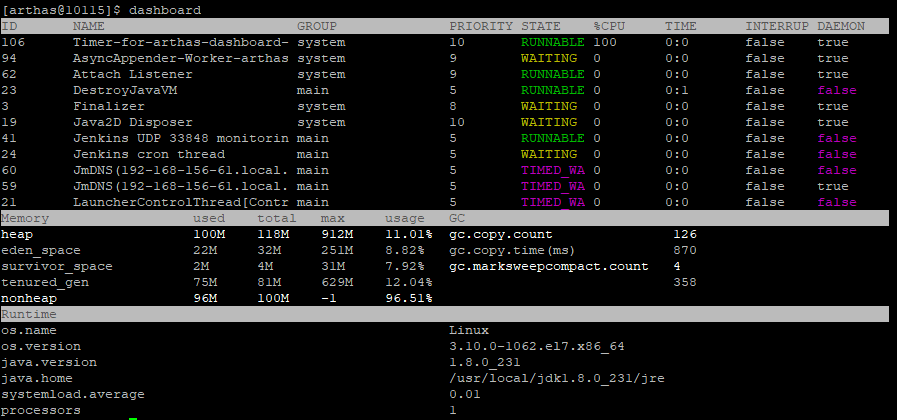 [arthas@10115]$ dashboard
ID NAME GROUP PRIORITY STATE %CPU TIME INTERRUP DAEMON
106 Timer-for-arthas-dashboard- system 10 RUNNABLE 100 0:0 false true
94 AsyncAppender-Worker-arthas system 9 WAITING 0 0:0 false true
62 Attach Listener system 9 RUNNABLE 0 0:0 false true
23 DestroyJavaVM main 5 RUNNABLE 0 0:1 false false
3 Finalizer system 8 WAITING 0 0:0 false true
19 Java2D Disposer system 10 WAITING 0 0:0 false true
41 Jenkins UDP 33848 monitorin main 5 RUNNABLE 0 0:0 false false
24 Jenkins cron thread main 5 WAITING 0 0:0 false false
60 JmDNS(192-168-156-61.local. main 5 TIMED_WA 0 0:0 false false
59 JmDNS(192-168-156-61.local. main 5 TIMED_WA 0 0:0 false true
21 LauncherControlThread[Contr main 5 TIMED_WA 0 0:0 false false
Memory used total max usage GC
heap 100M 118M 912M 11.01% gc.copy.count 126
eden_space 22M 32M 251M 8.82% gc.copy.time(ms) 870
survivor_space 2M 4M 31M 7.92% gc.marksweepcompact.count 4
tenured_gen 75M 81M 629M 12.04% 358
nonheap 96M 100M -1 96.51%
Runtime
os.name Linux
os.version 3.10.0-1062.el7.x86_64
java.version 1.8.0_231
java.home /usr/local/jdk1.8.0_231/jre
systemload.average 0.01
processors 1